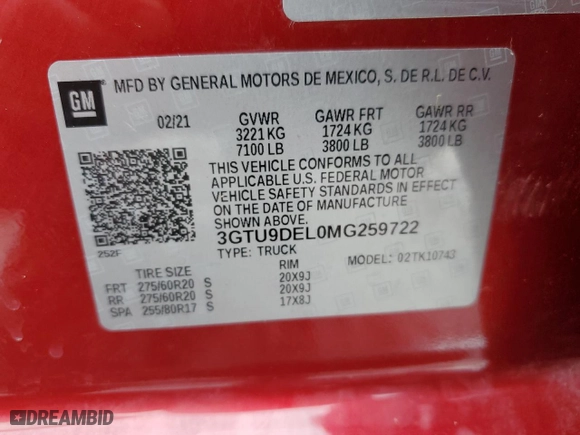 GM
MFD BY GENERAL MOTORS DE MEXICO, S. DE R.L. DE C.V.
02/21 GVWR GAWR FRT GAWR RR
3221 KG 1724 KG 1724 KG
7100 LB 3800 LB 3800 LB
THIS VEHICLE CONFORMS TO ALL
APPLICABLE U.S. FEDERAL MOTOR
VEHICLE SAFETY STANDARDS IN EFFECT
ON THE DATE OF MANUFACTURE
SHOWN ABOVE.
252F 3GTU9DEL0MG259722
TYPE: TRUCK MODEL: 02TK10743
TIRE SIZE RIM
FRT 275/60R20 S 20X9J
RR 275/60R20 S 20X9J
SPA 255/80R17 S 17X8J
DREAMBID